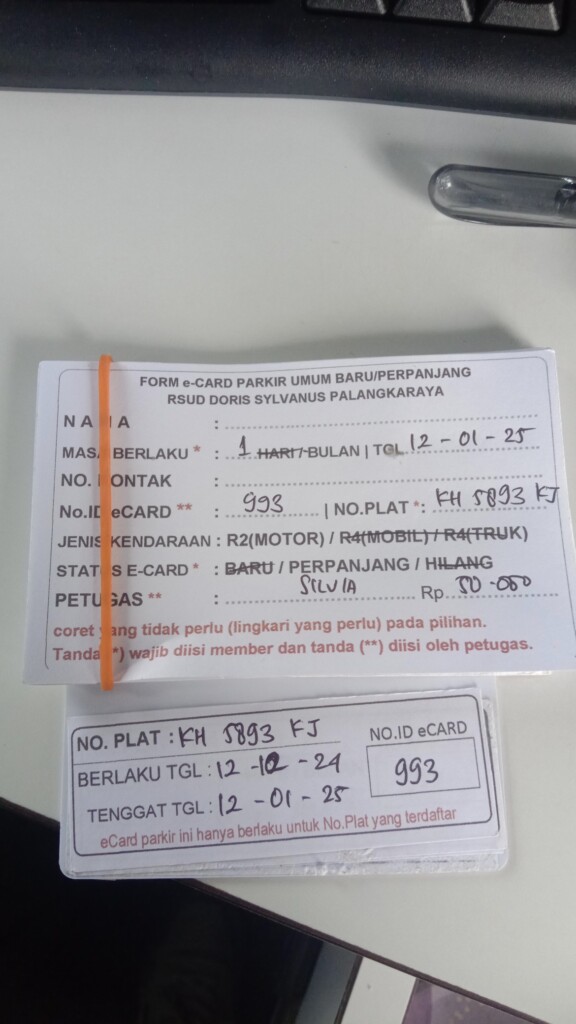 FORM e-CARD PARKIR UMUM BARU/PERPANJANG
RSUD DORIS SYLVANUS PALANGKARAYA
NAMA :
MASA BERLAKU * : 1 HARI / BULAN | TGL 12 - 01 - 25
NO. KONTAK :
No.ID eCARD ** : 993 | NO.PLAT *: KH 5893 KJ
JENIS KENDARAAN : R2(MOTOR) / R4(MOBIL) / R4(TRUK)
STATUS E-CARD * : BARU / PERPANJANG / HILANG
PETUGAS ** : SILVIA Rp. 50.000
coret yang tidak perlu (lingkari yang perlu) pada pilihan.
Tanda (*) wajib diisi member dan tanda (**) diisi oleh petugas.
NO. PLAT : KH 5893 KJ
NO.ID eCARD
BERLAKU TGL : 12 - 12 - 24
993
TENGGAT TGL : 12 - 01 - 25
eCard parkir ini hanya berlaku untuk No.Plat yang terdaftar